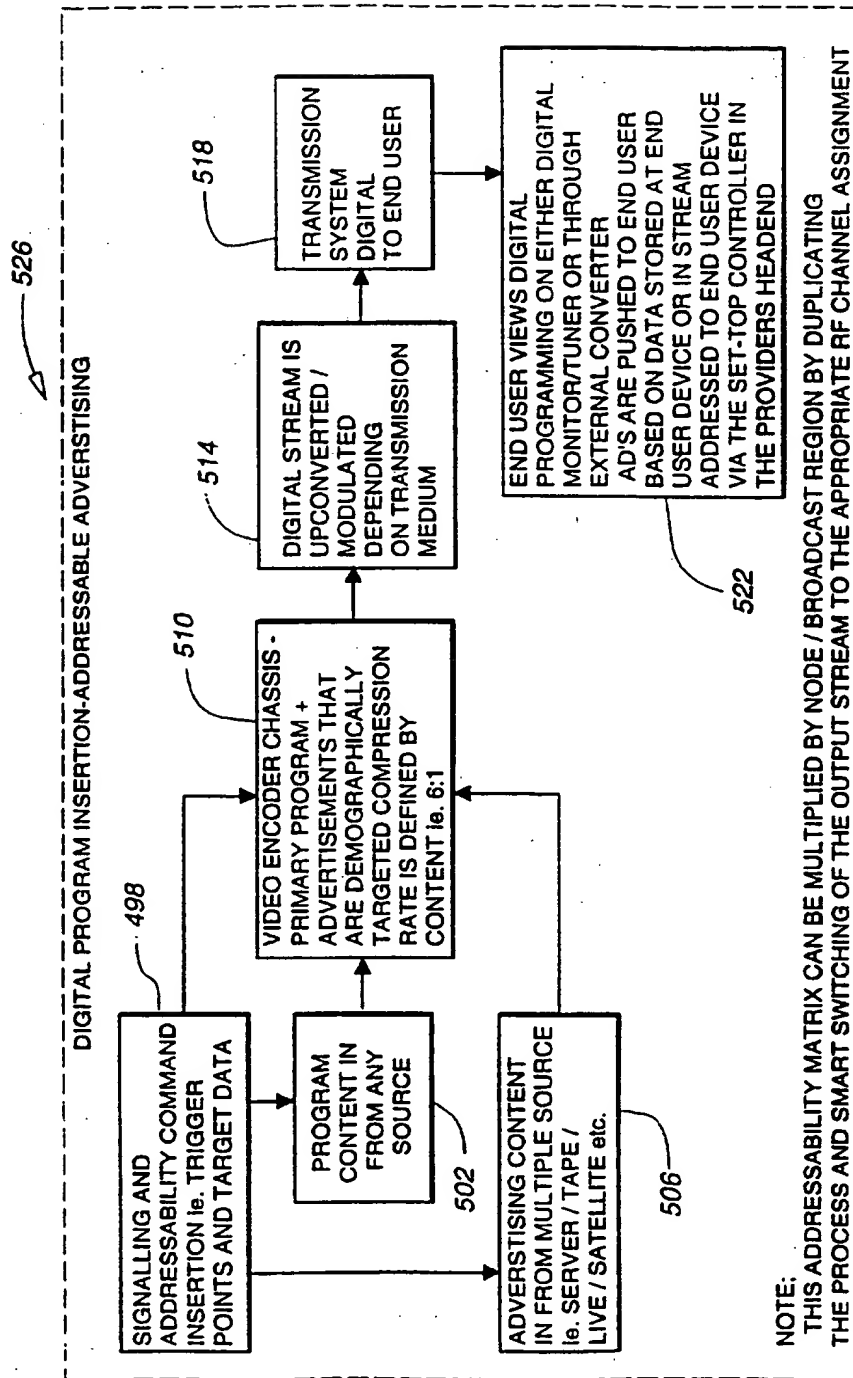 526
DIGITAL PROGRAM INSERTION-ADDRESSABLE ADVERSTISING
498
SIGNALLING AND
ADDRESSABILITY COMMAND
INSERTION ie. TRIGGER
POINTS AND TARGET DATA
PROGRAM
CONTENT IN
FROM ANY
SOURCE
502
ADVERSTISING CONTENT
IN FROM MULTIPLE SOURCE
ie. SERVER / TAPE /
LIVE / SATELLITE etc.
506
510
VIDEO ENCODER CHASSIS -
PRIMARY PROGRAM +
ADVERTISEMENTS THAT
ARE DEMOGRAPHICALLY
TARGETED COMPRESSION
RATE IS DEFINED BY
CONTENT ie. 6:1
514
DIGITAL STREAM IS
UPCONVERTED /
MODULATED
DEPENDING
ON TRANSMISSION
MEDIUM
518
TRANSMISSION
SYSTEM
DIGITAL
TO END USER
END USER VIEWS DIGITAL
PROGRAMMING ON EITHER DIGITAL
MONITOR/TUNER OR THROUGH
EXTERNAL CONVERTER
AD'S ARE PUSHED TO END USER
BASED ON DATA STORED AT END
USER DEVICE OR IN STREAM
ADDRESSED TO END USER DEVICE
VIA THE SET-TOP CONTROLLER IN
THE PROVIDERS HEADEND
522
NOTE:
THIS ADDRESSABILITY MATRIX CAN BE MULTIPLIED BY NODE / BROADCAST REGION BY DUPLICATING
THE PROCESS AND SMART SWITCHING OF THE OUTPUT STREAM TO THE APPROPRIATE RF CHANNEL ASSIGNMENT